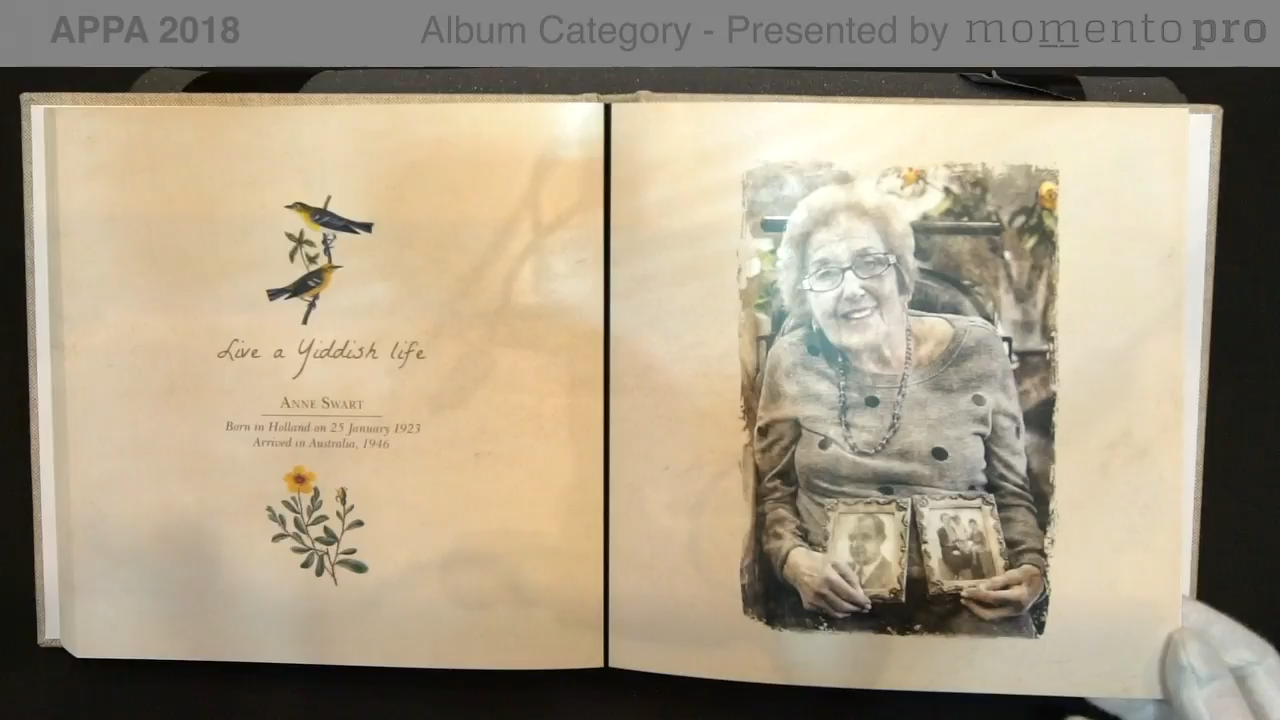 APPA 2018
Album Category - Presented by momento pro
Live a Yiddish life
ANNE SWART
Born in Holland on 25 January 1923
Arrived in Australia, 1946